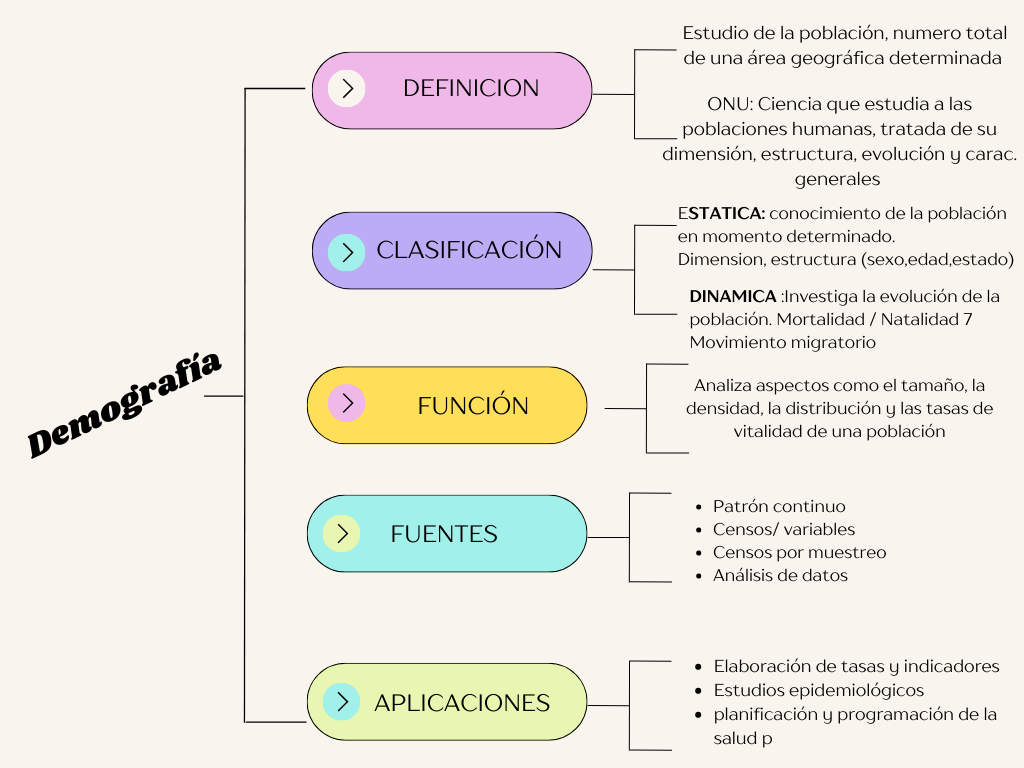 Demografía
DEFINICION
Estudio de la población, numero total
de una área geográfica determinada
ONU: Ciencia que estudia a las
poblaciones humanas, tratada de su
dimensión, estructura, evolución y carac.
generales
CLASIFICACIÓN
ESTATICA: conocimiento de la población
en momento determinado.
Dimension, estructura (sexo,edad,estado)
DINAMICA :Investiga la evolución de la
población. Mortalidad / Natalidad 7
Movimiento migratorio
FUNCIÓN
Analiza aspectos como el tamaño, la
densidad, la distribución y las tasas de
vitalidad de una población
FUENTES
• Patrón continuo
• Censos/ variables
• Censos por muestreo
• Análisis de datos
APLICACIONES
• Elaboración de tasas y indicadores
• Estudios epidemiológicos
• planificación y programación de la
salud p